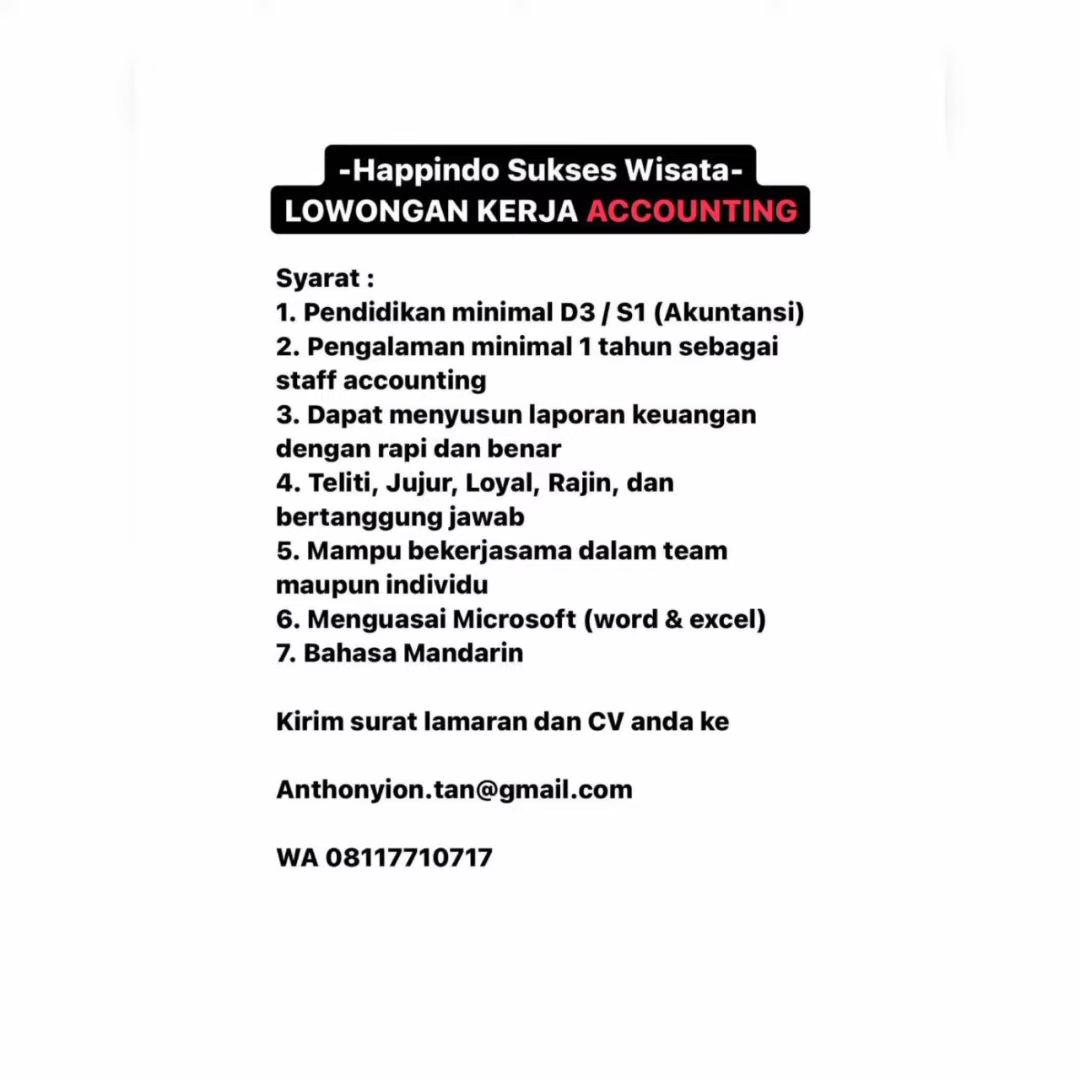 -Happindo Sukses Wisata-
LOWONGAN KERJA ACCOUNTING
Syarat :
1. Pendidikan minimal D3 / S1 (Akuntansi)
2. Pengalaman minimal 1 tahun sebagai
staff accounting
3. Dapat menyusun laporan keuangan
dengan rapi dan benar
4. Teliti, Jujur, Loyal, Rajin, dan
bertanggung jawab
5. Mampu bekerjasama dalam team
maupun individu
6. Menguasai Microsoft (word & excel)
7. Bahasa Mandarin
Kirim surat lamaran dan CV anda ke
Anthonyion.tan@gmail.com
WA 08117710717